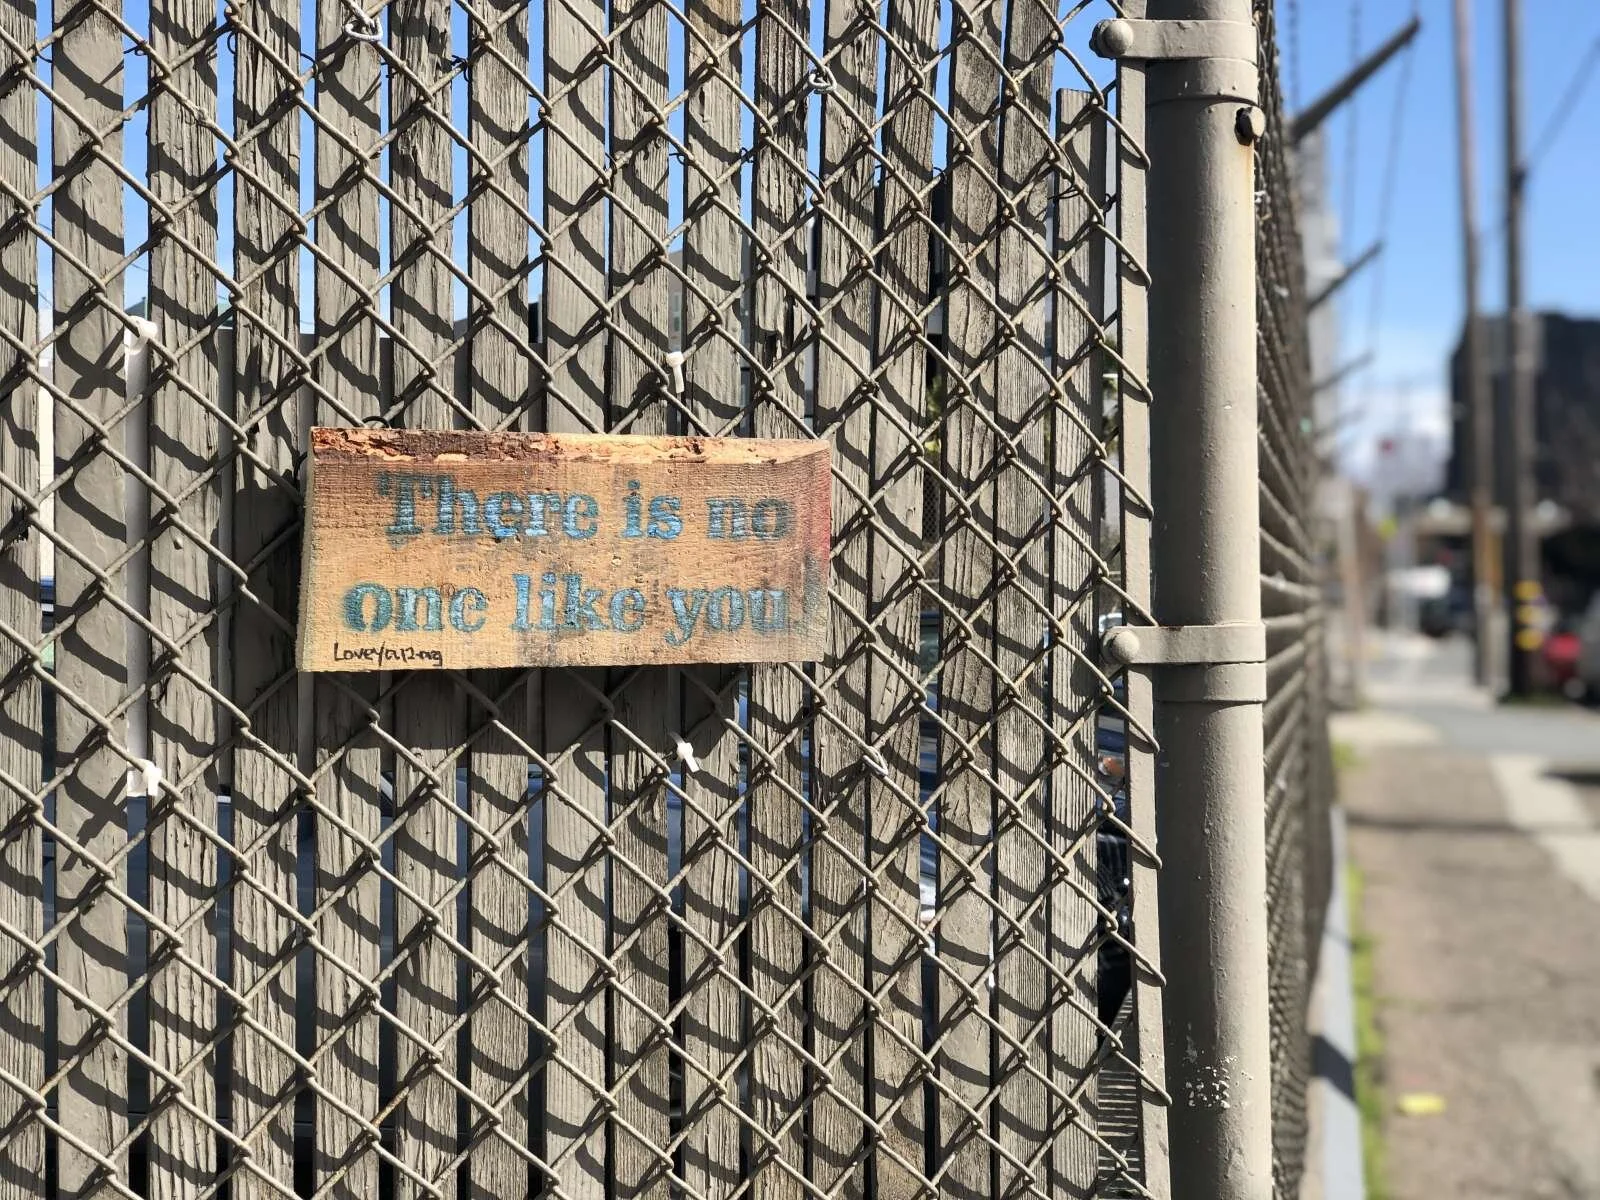 There is no
one like you